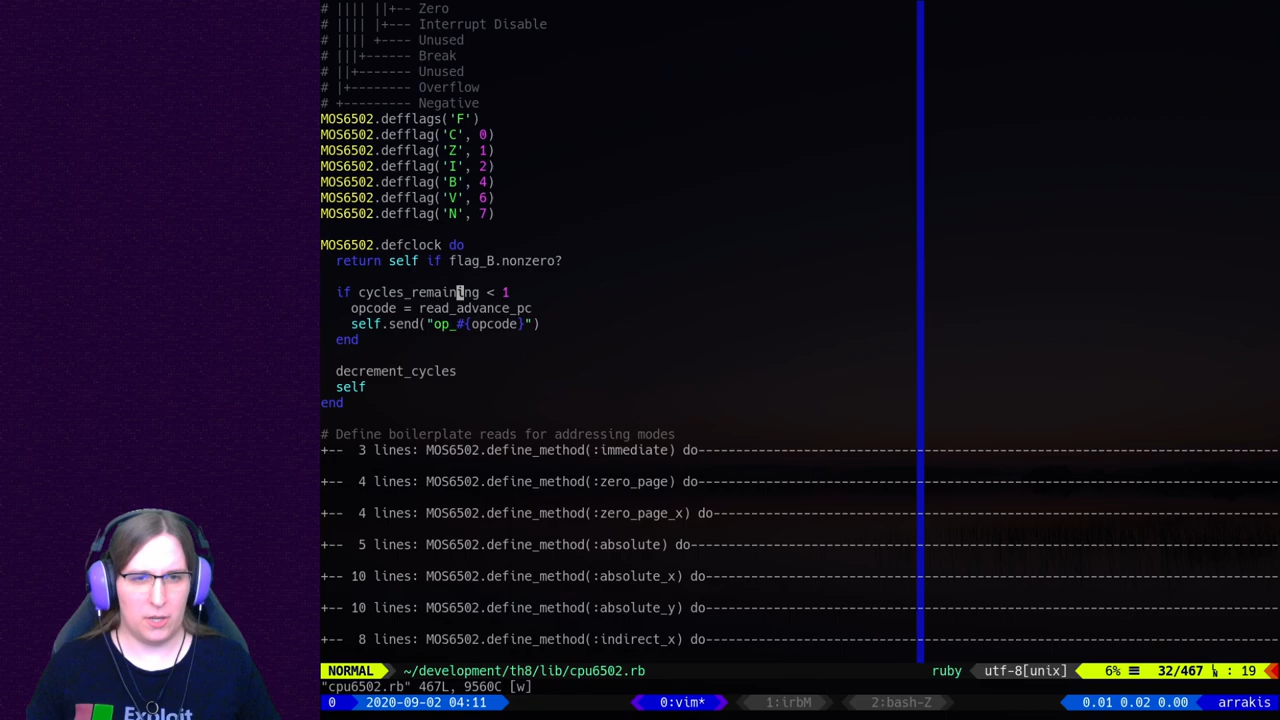 # |||| ||+-- Zero
# |||| |+--- Interrupt Disable
# |||| +---- Unused
# |||+------ Break
# ||+------- Unused
# |+-------- Overflow
# +--------- Negative
MOS6502.defflags('F')
MOS6502.defflag('C', 0)
MOS6502.defflag('Z', 1)
MOS6502.defflag('I', 2)
MOS6502.defflag('B', 4)
MOS6502.defflag('V', 6)
MOS6502.defflag('N', 7)
MOS6502.defclock do
return self if flag_B.nonzero?
if cycles_remaining < 1
opcode = read_advance_pc
self.send("op_#{opcode}")
end
decrement_cycles
self
end
# Define boilerplate reads for addressing modes
+-- 3 lines: MOS6502.define_method(:immediate) do----------------------------------------------------------------------------
+-- 4 lines: MOS6502.define_method(:zero_page) do----------------------------------------------------------------------------
+-- 4 lines: MOS6502.define_method(:zero_page_x) do--------------------------------------------------------------------------
+-- 5 lines: MOS6502.define_method(:absolute) do-----------------------------------------------------------------------------
+-- 10 lines: MOS6502.define_method(:absolute_x) do---------------------------------------------------------------------------
+-- 10 lines: MOS6502.define_method(:absolute_y) do---------------------------------------------------------------------------
+-- 8 lines: MOS6502.define_method(:indirect_x) do---------------------------------------------------------------------------
NORMAL ~/development/th8/lib/cpu6502.rb ruby utf-8[unix] 6% ☰ 32/467 ㏑ : 19
"cpu6502.rb" 467L, 9560C [w]
0 2020-09-02 04:11 0:vim* 1:irbM 2:bash-Z 0.01 0.02 0.00 arrakis
Exploit